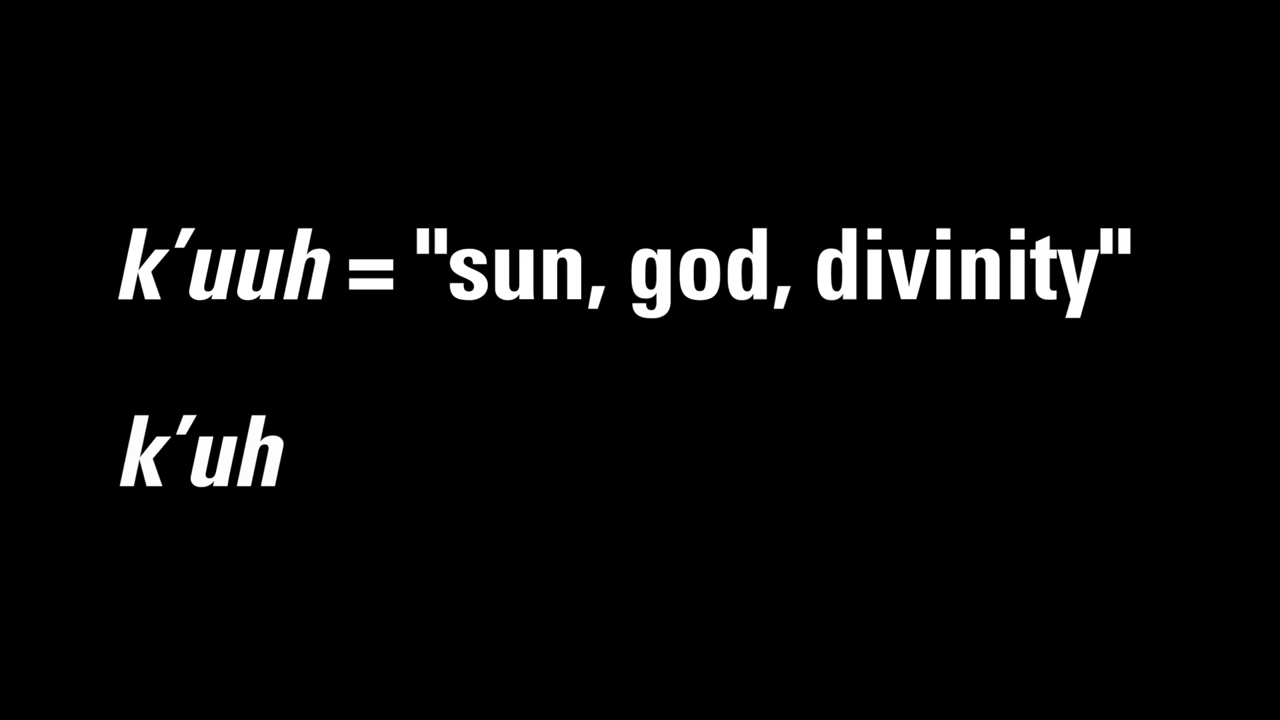 k´uuh = "sun, god, divinity"
k´uh